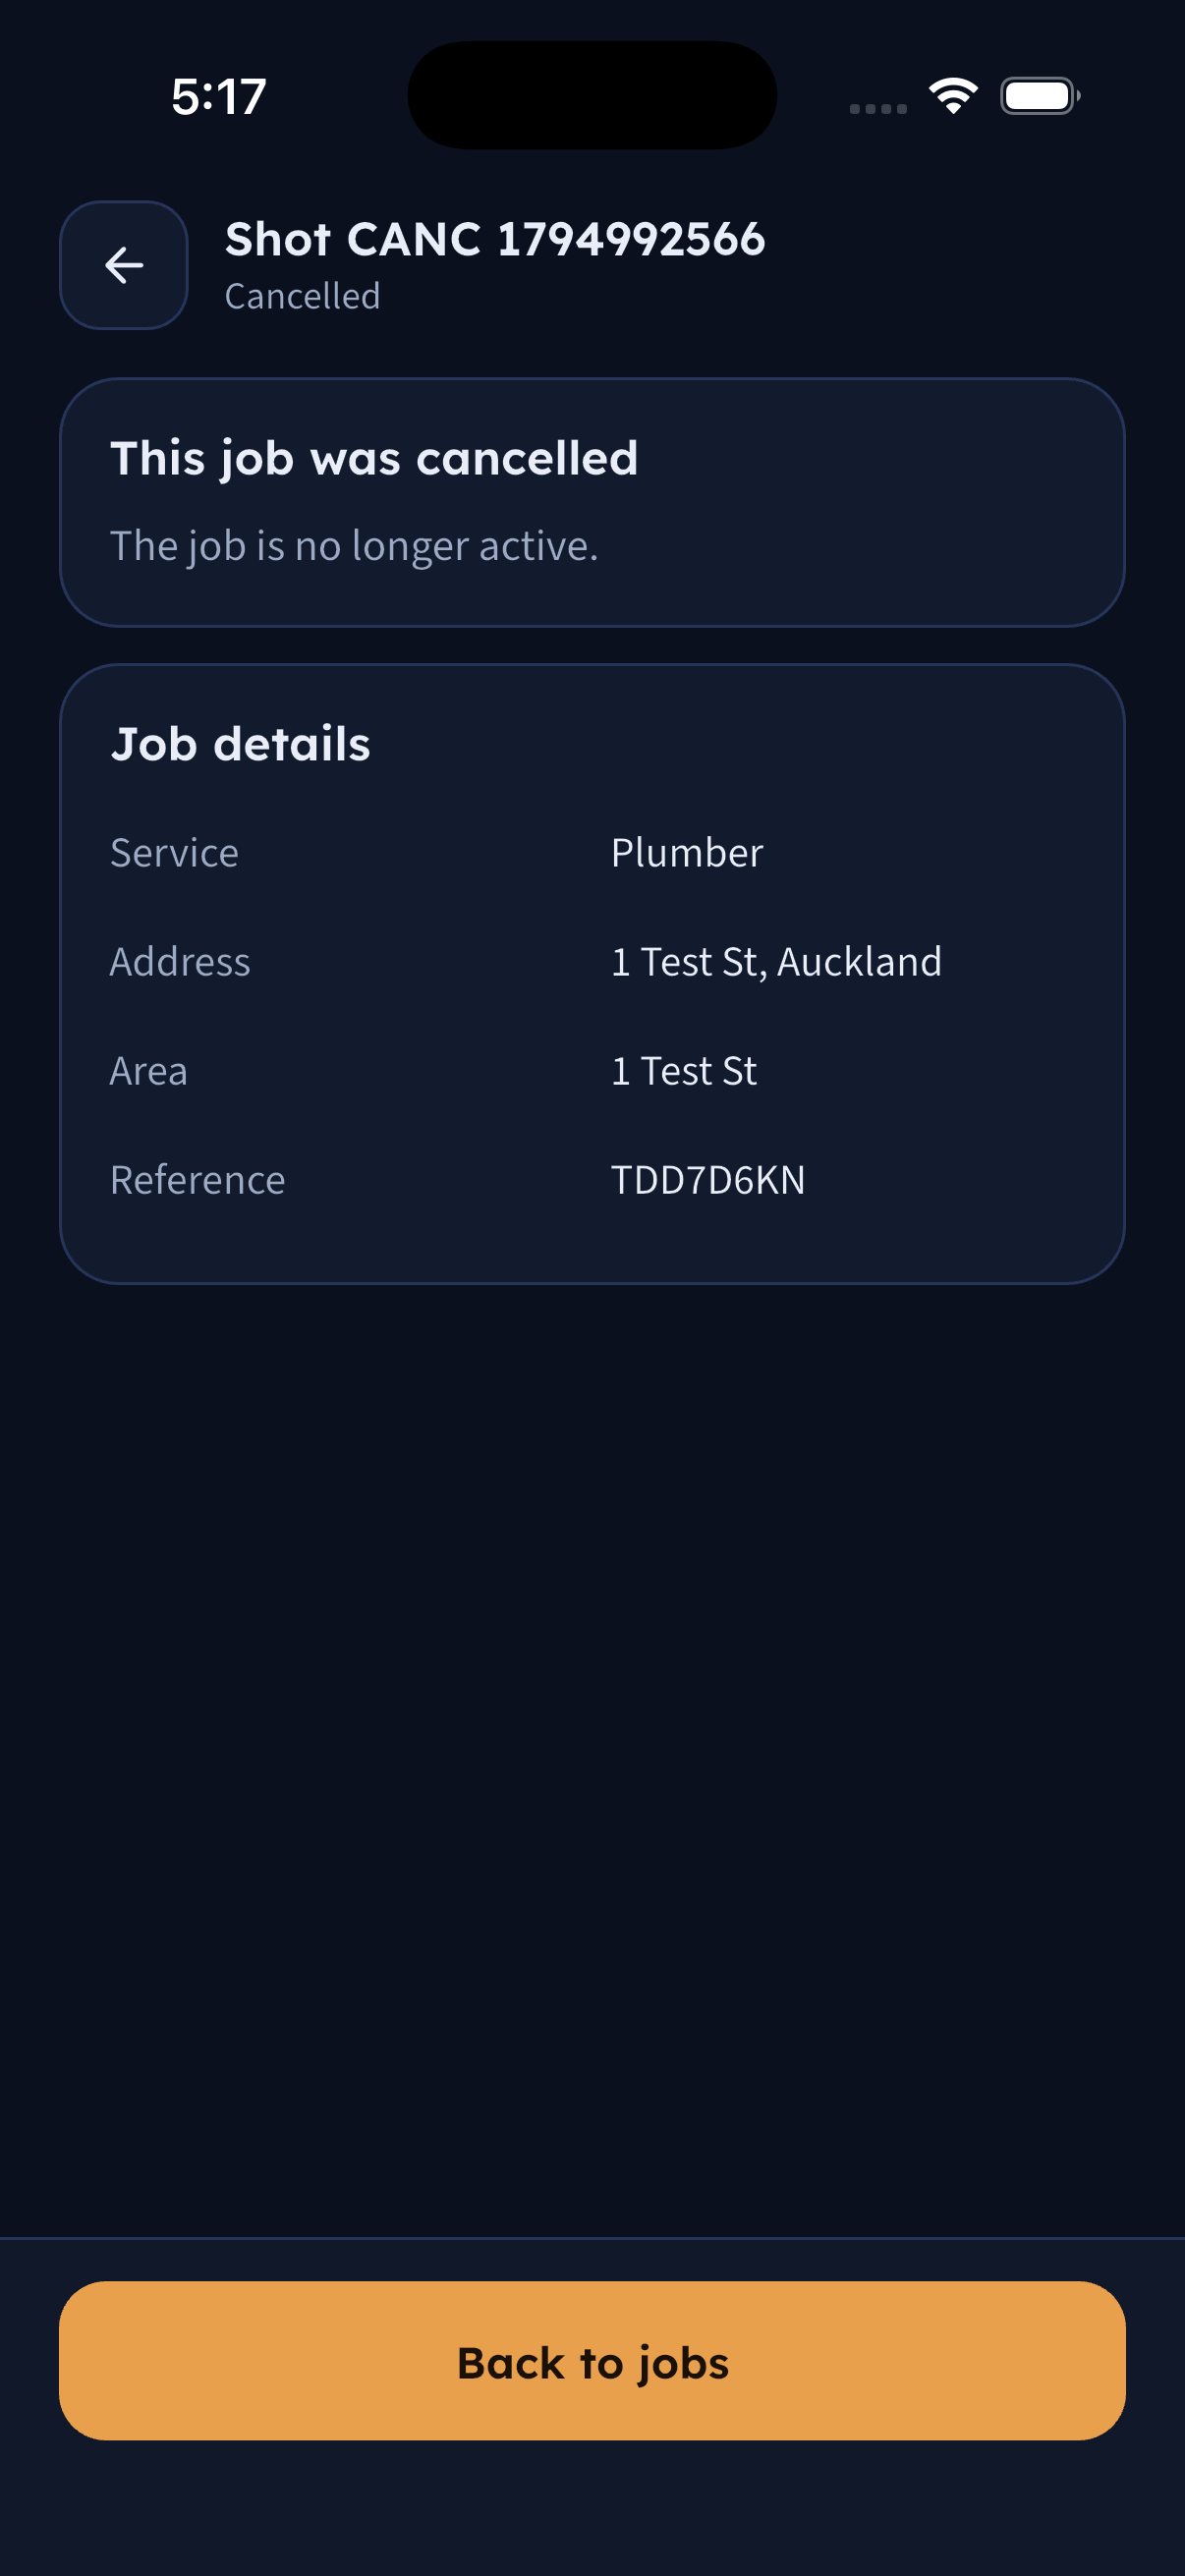 5:17
Shot CANC 1794992566
Cancelled
This job was cancelled
The job is no longer active.
Job details
Service Plumber
Address 1 Test St, Auckland
Area 1 Test St
Reference TDD7D6KN
Back to jobs